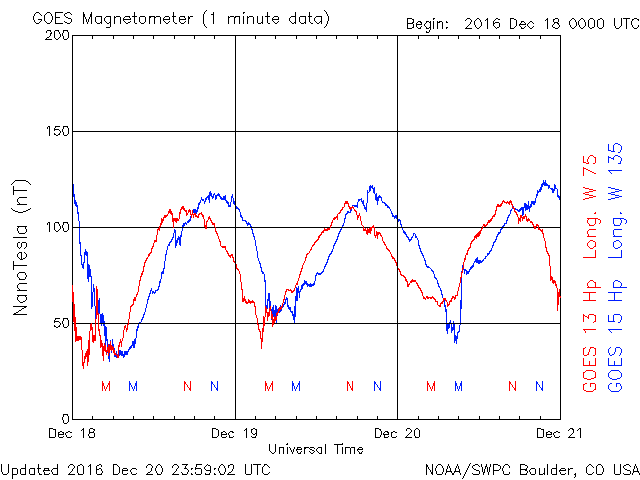 GOES Magnetometer (1 minute data)
Begin: 2016 Dec 18 0000 UTC
200
150
100
50
0
NanoTesla (nT)
M M N N M M N N M M N N
Dec 18 Dec 19 Dec 20 Dec 21
Universal Time
GOES 13 Hp Long. W 75
GOES 15 Hp Long. W 135
Updated 2016 Dec 20 23:59:02 UTC
NOAA/SWPC Boulder, CO USA